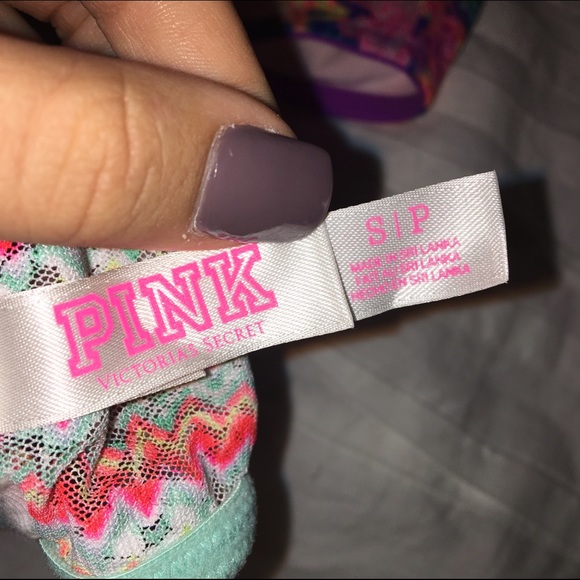 PINK
VICTORIA'S SECRET
S|P
MADE IN SRI LANKA
FAIT AU SRI LANKA
HECHO EN SRI LANKA